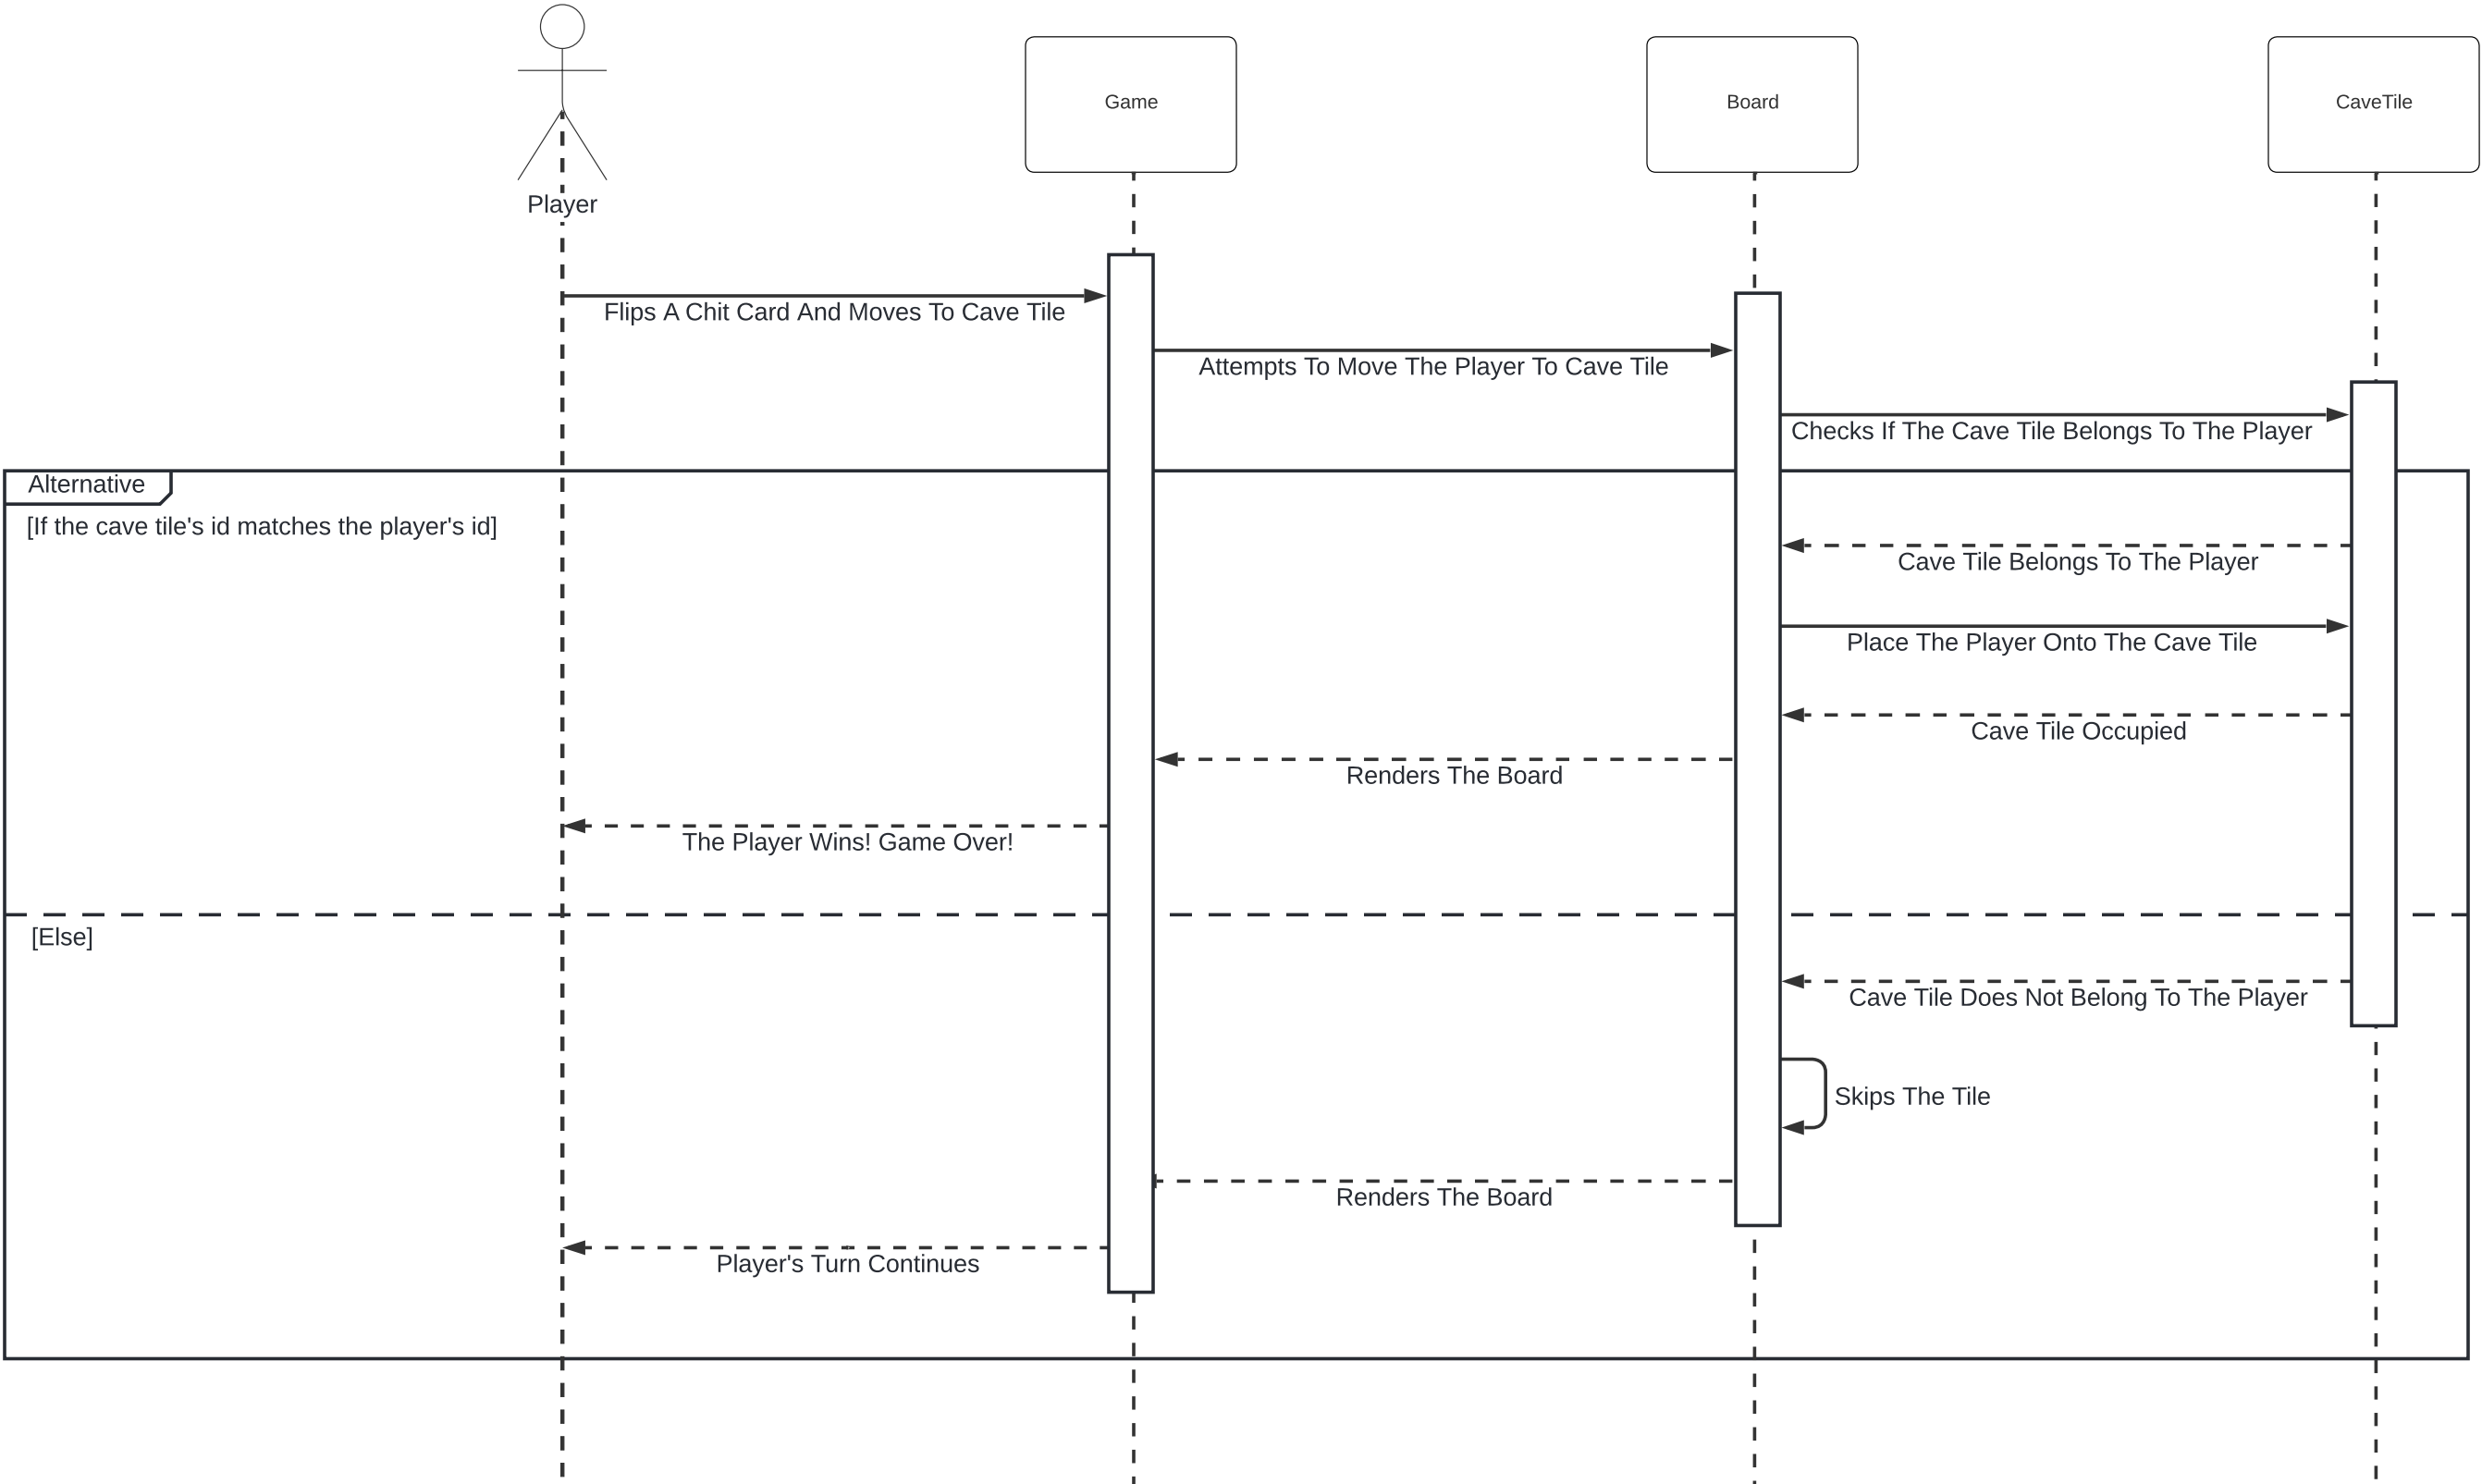 Player
Game
Board
CaveTile
Flips A Chit Card And Moves To Cave Tile
Attempts To Move The Player To Cave Tile
Checks If The Cave Tile Belongs To The Player
Alternative
[If the cave tile's id matches the player's id]
Cave Tile Belongs To The Player
Place The Player Onto The Cave Tile
Cave Tile Occupied
Renders The Board
The Player Wins! Game Over!
[Else]
Cave Tile Does Not Belong To The Player
Skips The Tile
Renders The Board
Player's Turn Continues